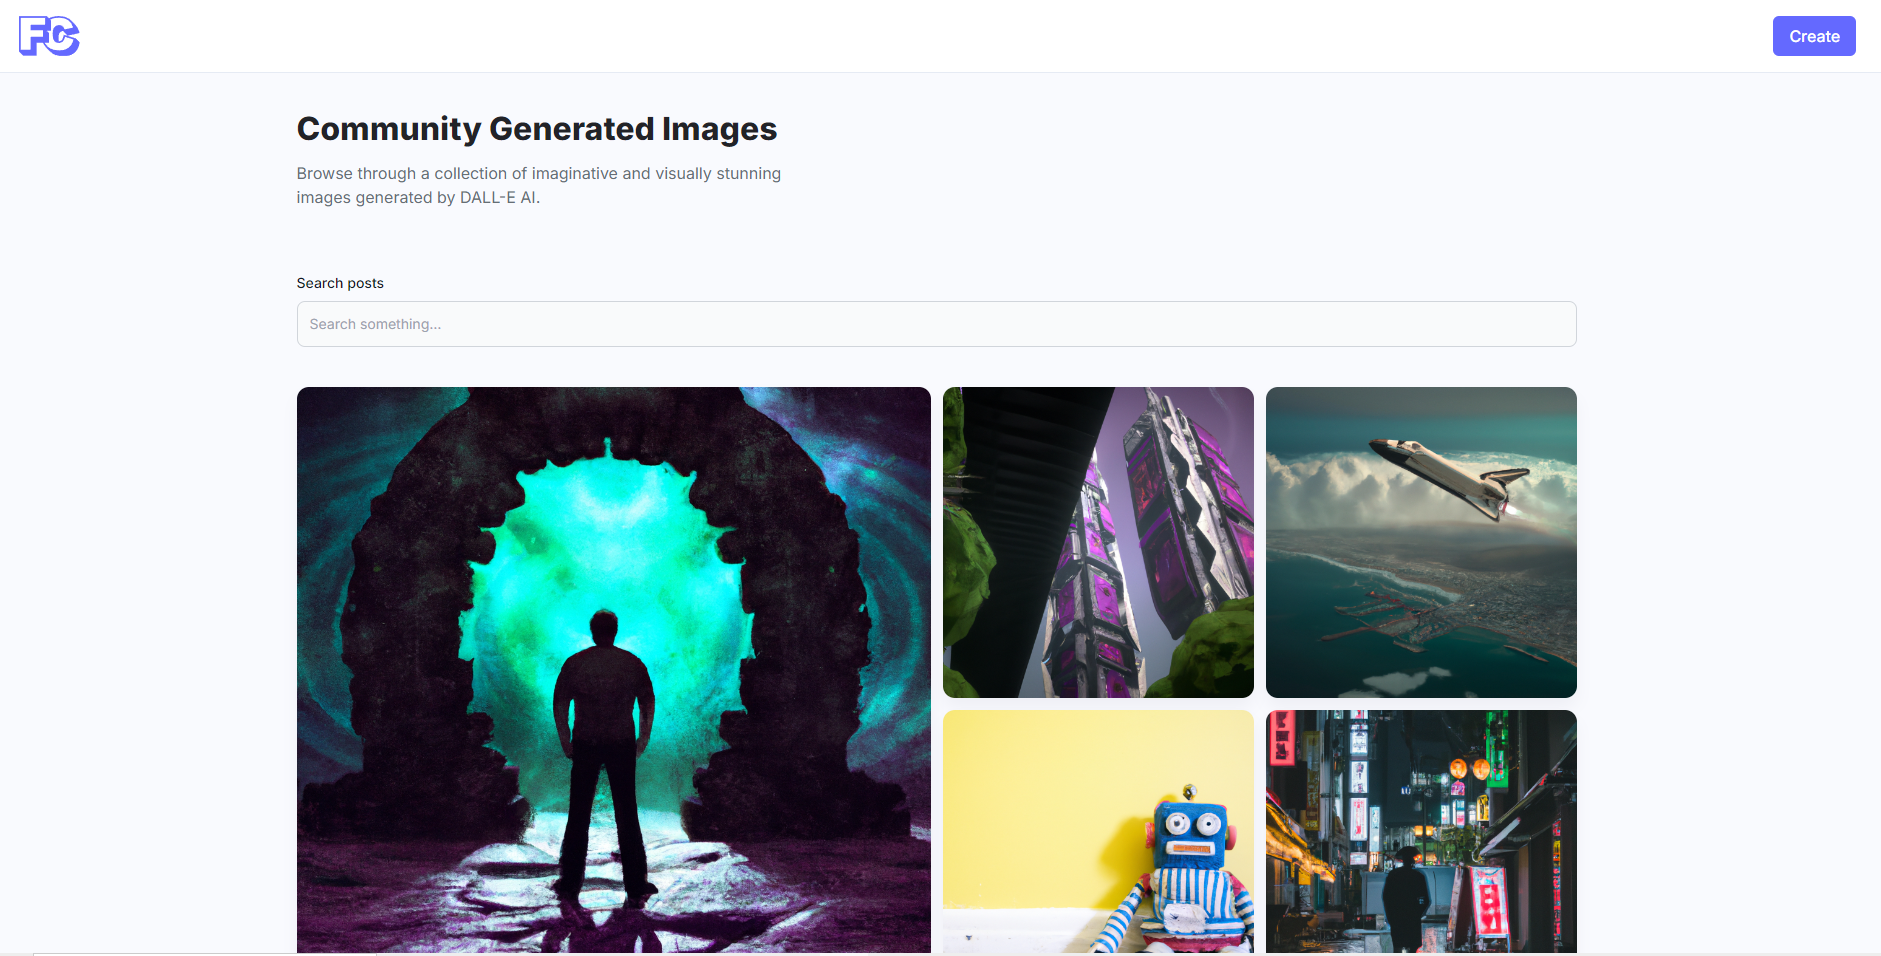 FC
Create
Community Generated Images
Browse through a collection of imaginative and visually stunning
images generated by DALL-E AI.
Search posts
Search something...